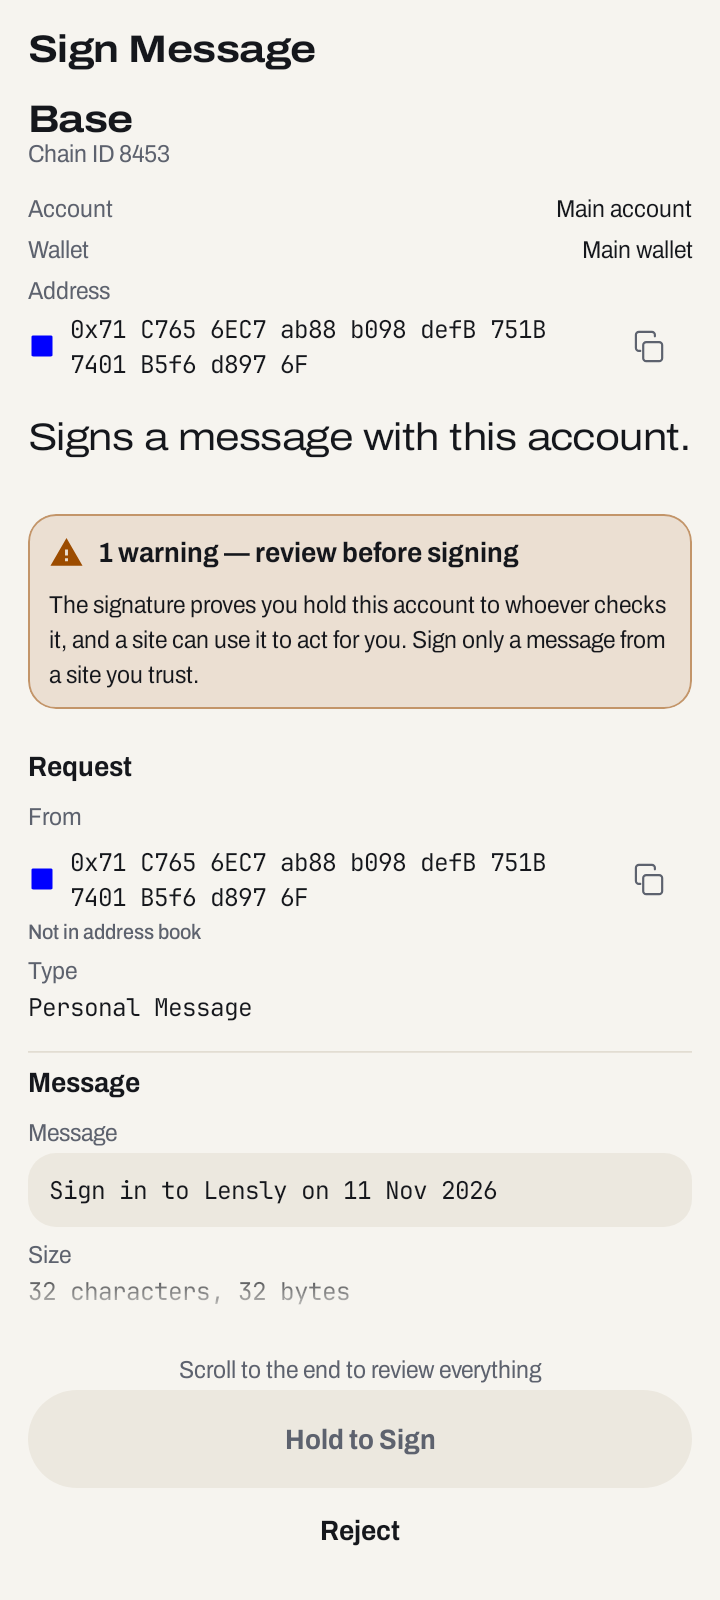 Sign Message
Base
Chain ID 8453
Account Main account
Wallet Main wallet
Address
0x71 C765 6EC7 ab88 b098 defB 751B
7401 B5f6 d897 6F
Signs a message with this account.
1 warning — review before signing
The signature proves you hold this account to whoever checks
it, and a site can use it to act for you. Sign only a message from
a site you trust.
Request
From
0x71 C765 6EC7 ab88 b098 defB 751B
7401 B5f6 d897 6F
Not in address book
Type
Personal Message
Message
Message
Sign in to Lensly on 11 Nov 2026
Size
32 characters, 32 bytes
Scroll to the end to review everything
Hold to Sign
Reject